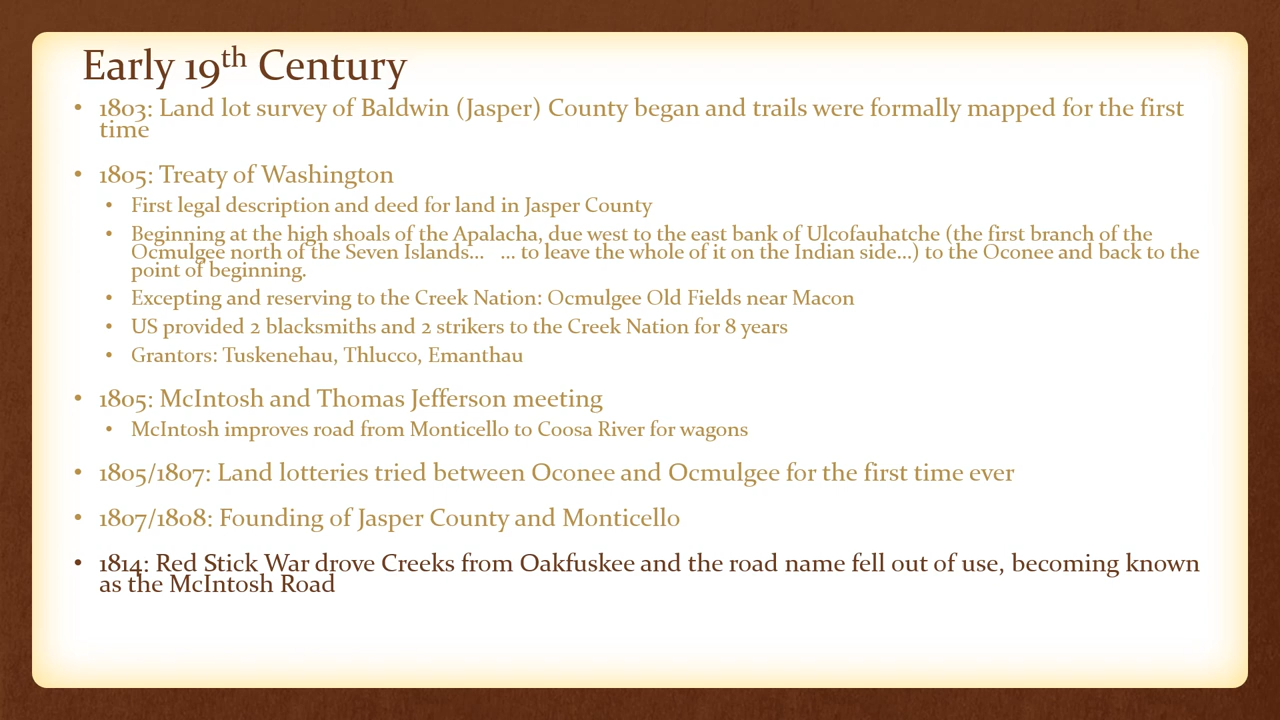 Early 19th Century
• 1803: Land lot survey of Baldwin (Jasper) County began and trails were formally mapped for the first
time
• 1805: Treaty of Washington
• First legal description and deed for land in Jasper County
• Beginning at the high shoals of the Apalacha, due west to the east bank of Ulcofauhatche (the first branch of the
Ocmulgee north of the Seven Islands... ... to leave the whole of it on the Indian side...) to the Oconee and back to the
point of beginning.
• Excepting and reserving to the Creek Nation: Ocmulgee Old Fields near Macon
• US provided 2 blacksmiths and 2 strikers to the Creek Nation for 8 years
• Grantors: Tuskenehau, Thlucco, Emanthau
• 1805: McIntosh and Thomas Jefferson meeting
• McIntosh improves road from Monticello to Coosa River for wagons
• 1805/1807: Land lotteries tried between Oconee and Ocmulgee for the first time ever
• 1807/1808: Founding of Jasper County and Monticello
• 1814: Red Stick War drove Creeks from Oakfuskee and the road name fell out of use, becoming known
as the McIntosh Road